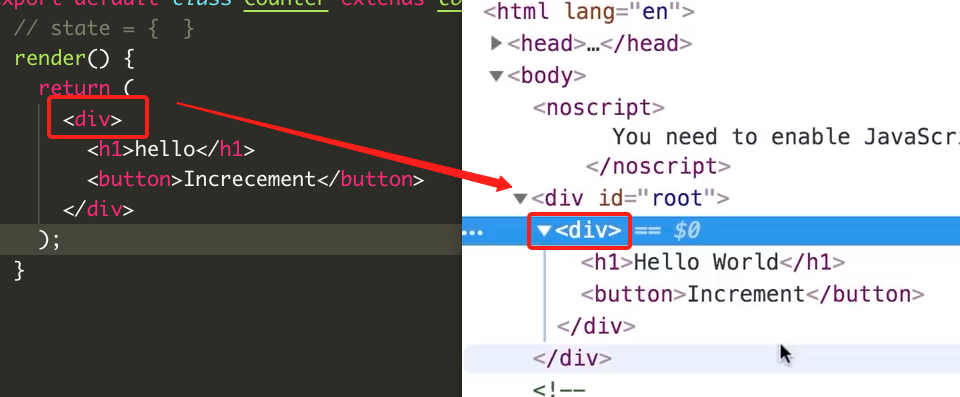 export default class Counter extends Co
// state = {  }
render() {
return (
<div>
<h1>hello</h1>
<button>Increcement</button>
</div>
);
}
<html lang="en">
▶<head>…</head>
▼<body>
<noscript>
You need to enable JavaScri
</noscript>
▼<div id="root">
… ▼<div> == $0
<h1>Hello World</h1>
<button>Increment</button>
</div>
</div>
<!--